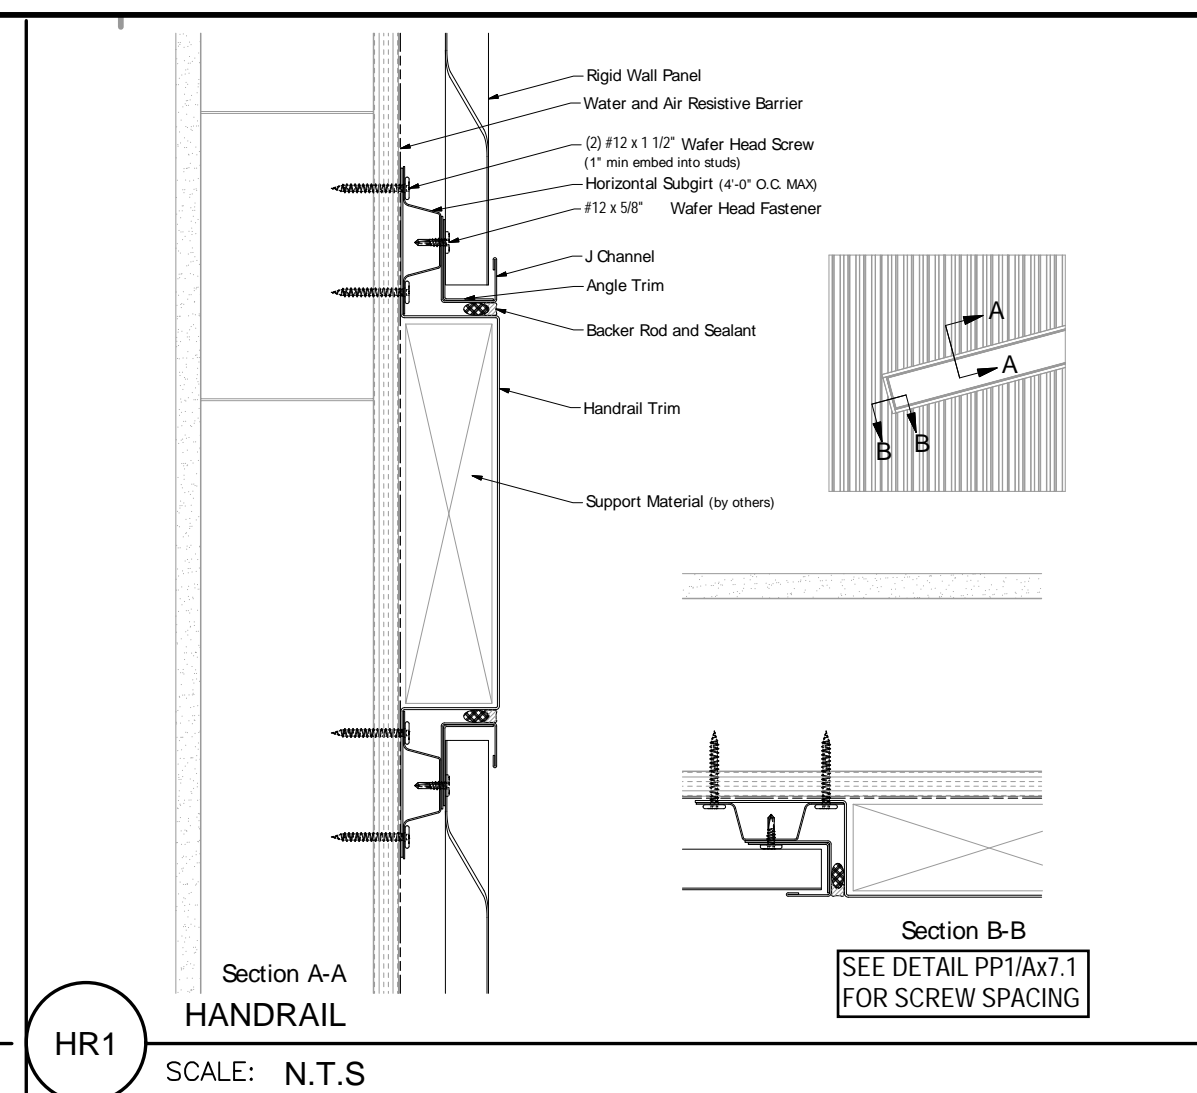 Rigid Wall Panel
Water and Air Resistive Barrier
(2) #12 x 1 1/2" Wafer Head Screw
(1" min embed into studs)
Horizontal Subgirt (4'-0" O.C. MAX)
#12 x 5/8" Wafer Head Fastener
J Channel
Angle Trim
Backer Rod and Sealant
Handrail Trim
Support Material (by others)
A
A
B
B
Section B-B
SEE DETAIL PP1/Ax7.1
FOR SCREW SPACING
Section A-A
HANDRAIL
HR1
SCALE: N.T.S